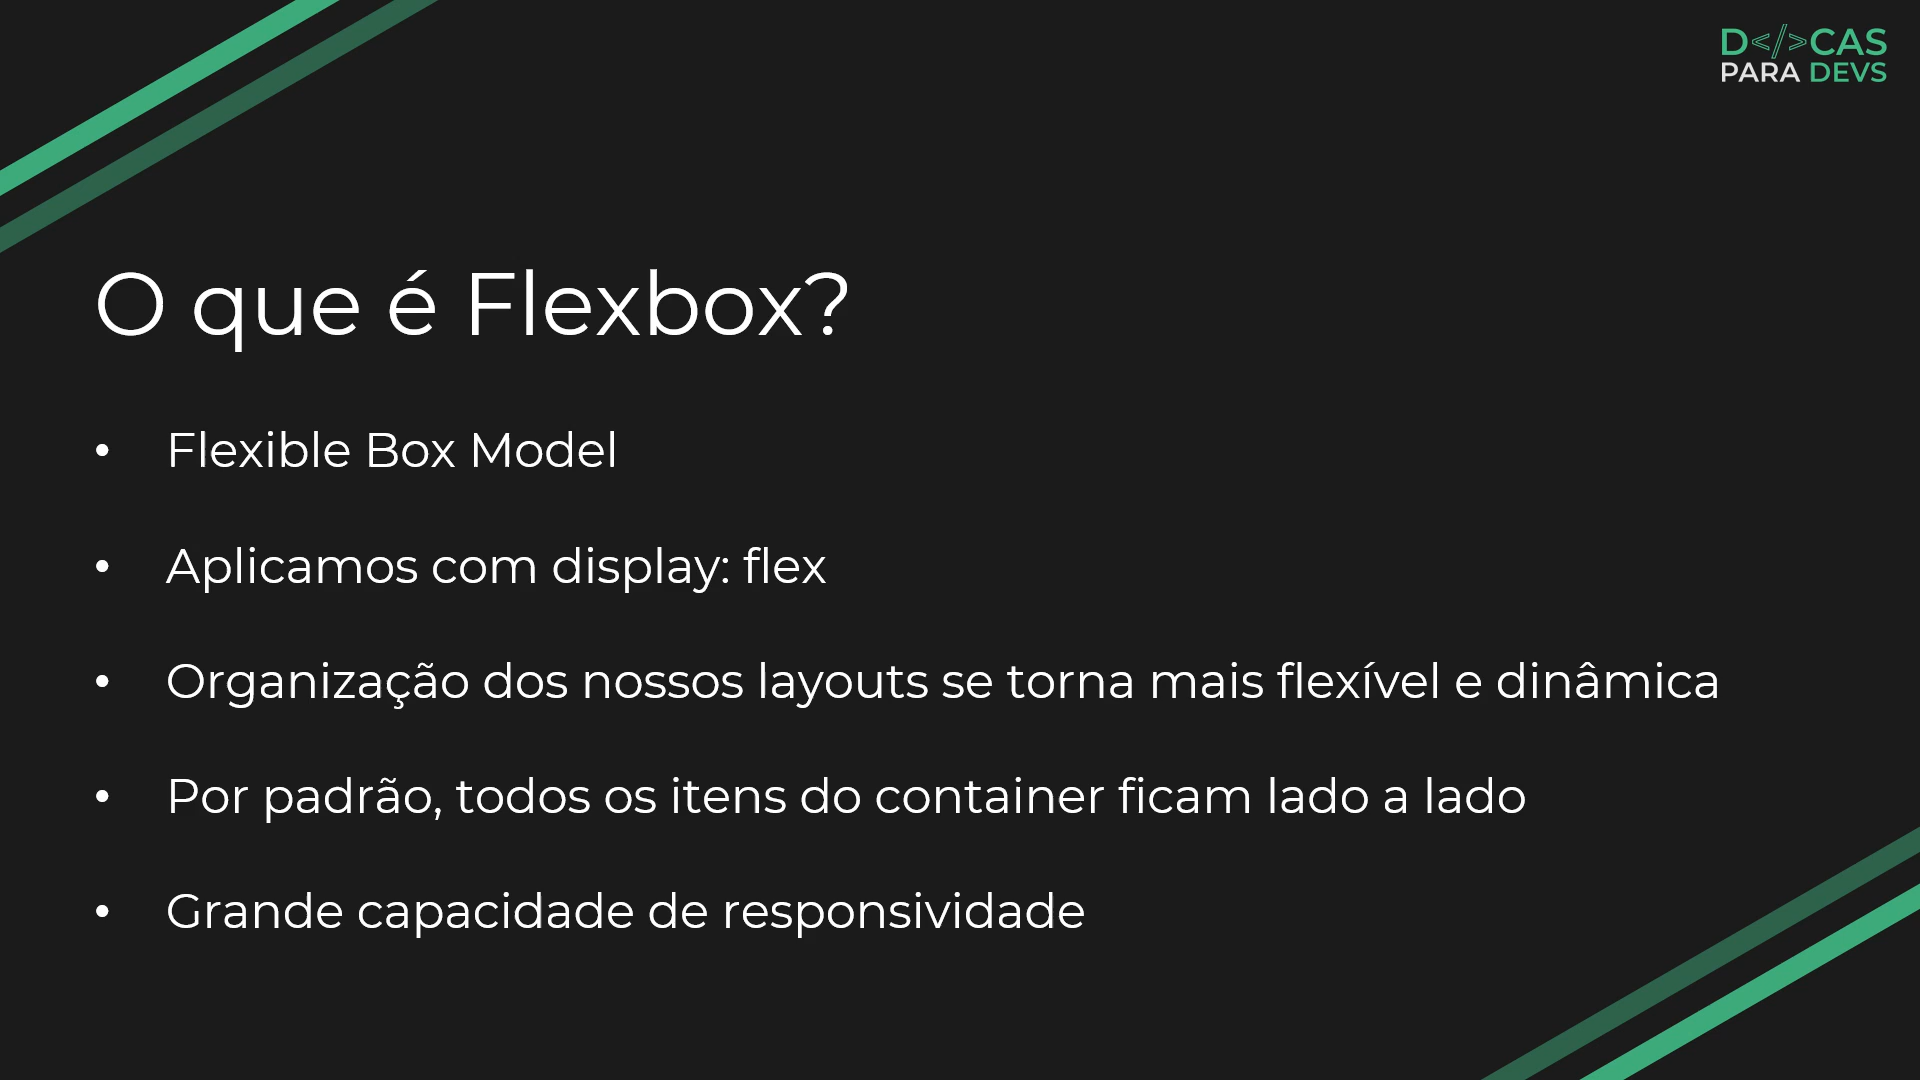 D</>CAS
PARA DEVS
O que é Flexbox?
• Flexible Box Model
• Aplicamos com display: flex
• Organização dos nossos layouts se torna mais flexível e dinâmica
• Por padrão, todos os itens do container ficam lado a lado
• Grande capacidade de responsividade